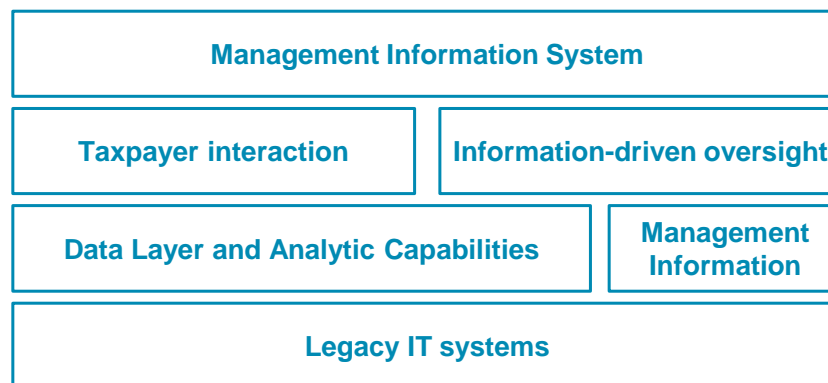 Management Information System
Taxpayer interaction
Information-driven oversight
Data Layer and Analytic Capabilities
Management
Information
Legacy IT systems